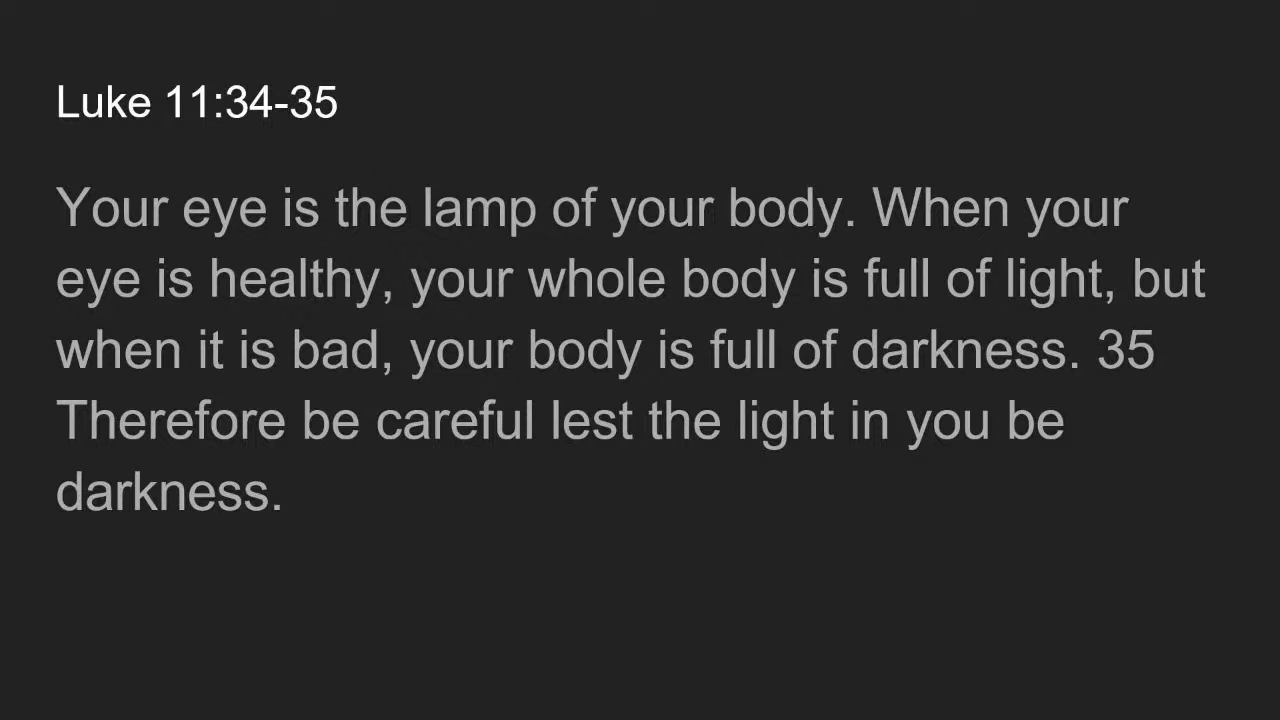 Luke 11:34-35
Your eye is the lamp of your body. When your
eye is healthy, your whole body is full of light, but
when it is bad, your body is full of darkness. 35
Therefore be careful lest the light in you be
darkness.